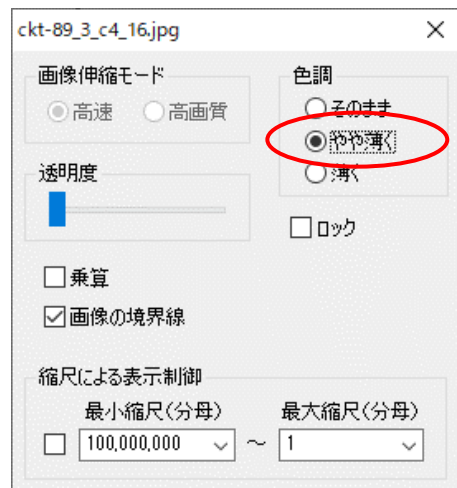 ckt-89_3_c4_16.jpg
画像伸縮モード
高速 高画質
色調
そのまま
やや薄く
薄く
透明度
ロック
乗算
画像の境界線
縮尺による表示制御
最小縮尺(分母) 最大縮尺(分母)
100,000,000 ～ 1